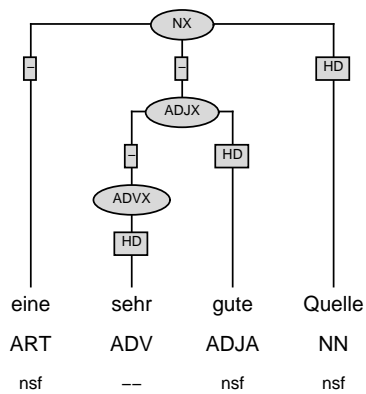 NX
– – HD
ADJX
– HD
ADVX
HD
eine sehr gute Quelle
ART ADV ADJA NN
nsf –– nsf nsf